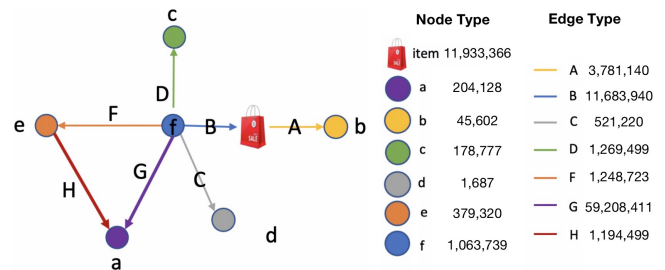 c
D
e
F
f
B
A
b
H
G
C
d
a
Node Type
item 11,933,366
a 204,128
b 45,602
c 178,777
d 1,687
e 379,320
f 1,063,739
Edge Type
A 3,781,140
B 11,683,940
C 521,220
D 1,269,499
F 1,248,723
G 59,208,411
H 1,194,499